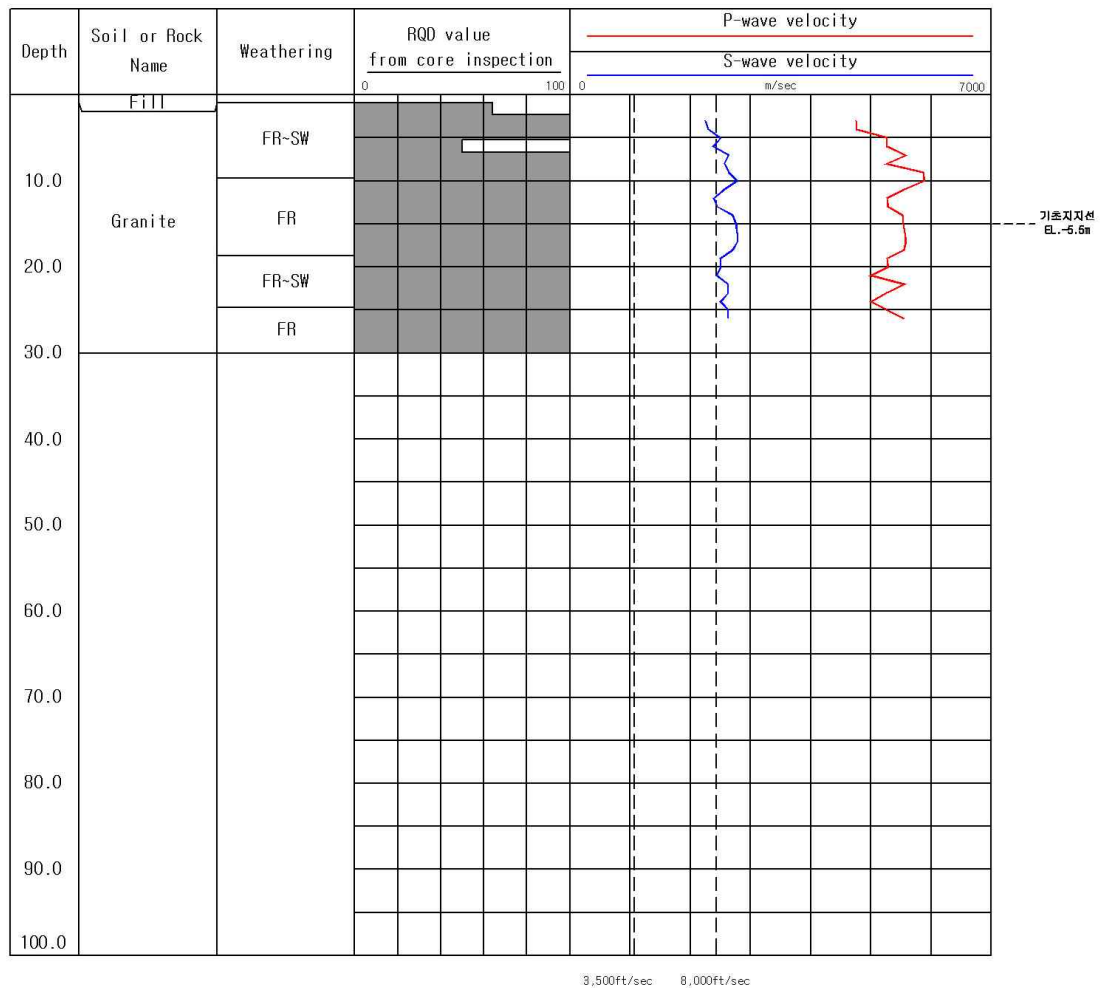 Depth
Soil or Rock
Name
Weathering
RQD value
from core inspection
0 100
P-wave velocity
S-wave velocity
0 m/sec 7000
Fill
FR~SW
10.0
Granite
FR
기초지지선
EL.-5.5m
20.0
FR~SW
FR
30.0
40.0
50.0
60.0
70.0
80.0
90.0
100.0
3,500ft/sec 8,000ft/sec